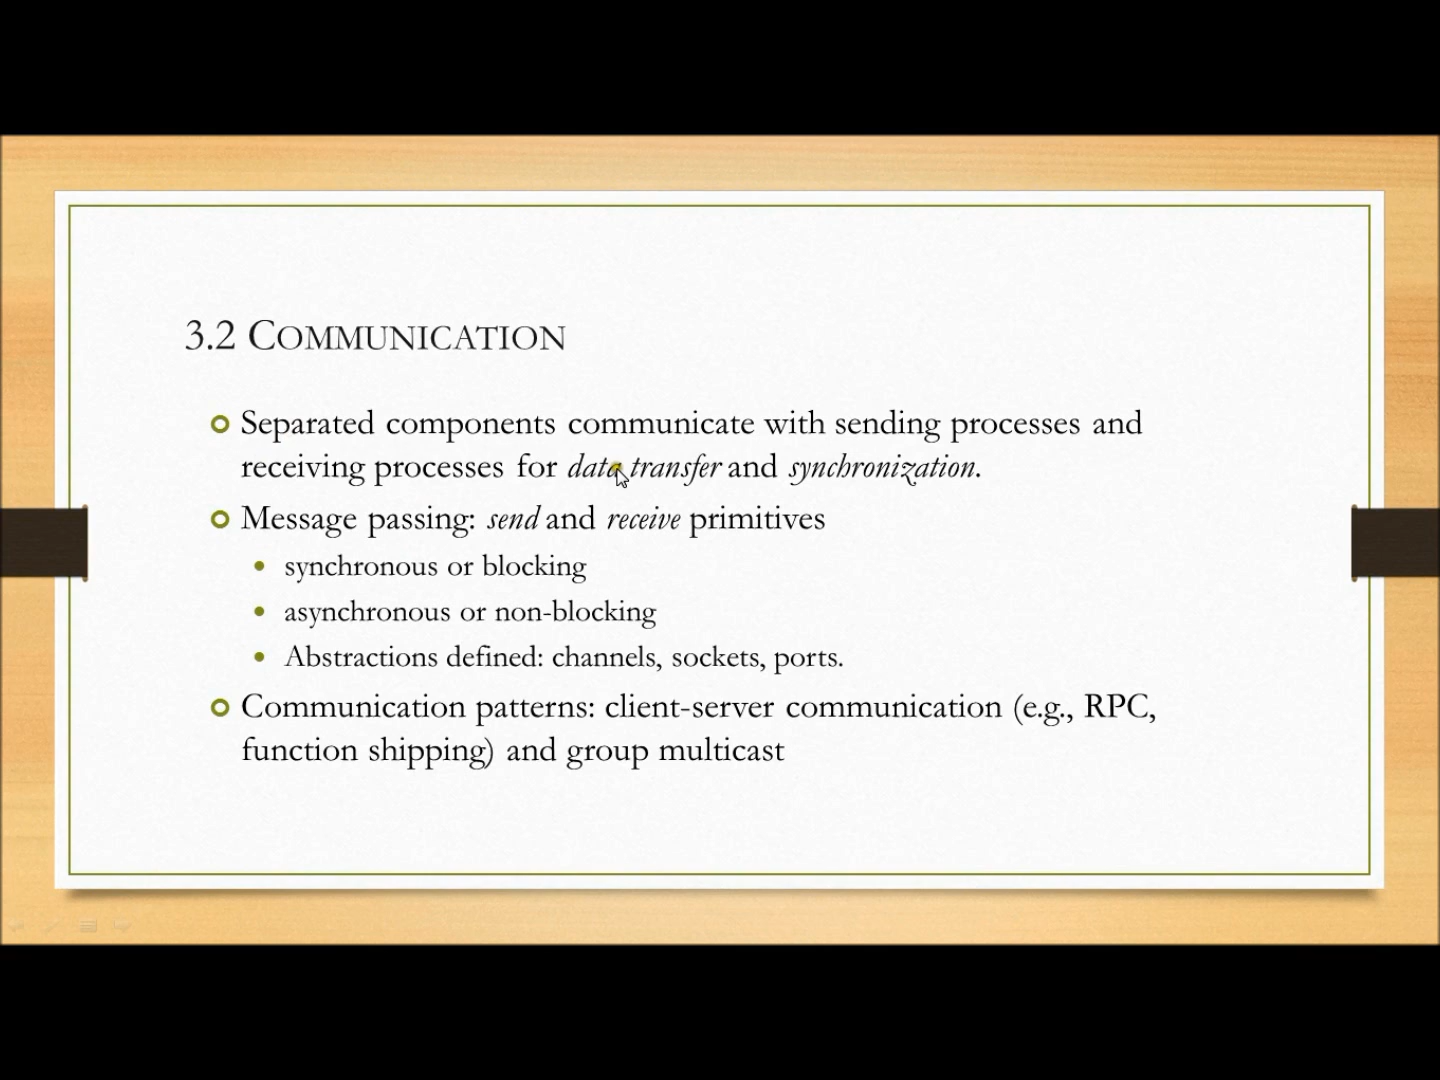 3.2 COMMUNICATION
Separated components communicate with sending processes and
receiving processes for data transfer and synchronization.
Message passing: send and receive primitives
synchronous or blocking
asynchronous or non-blocking
Abstractions defined: channels, sockets, ports.
Communication patterns: client-server communication (e.g., RPC,
function shipping) and group multicast